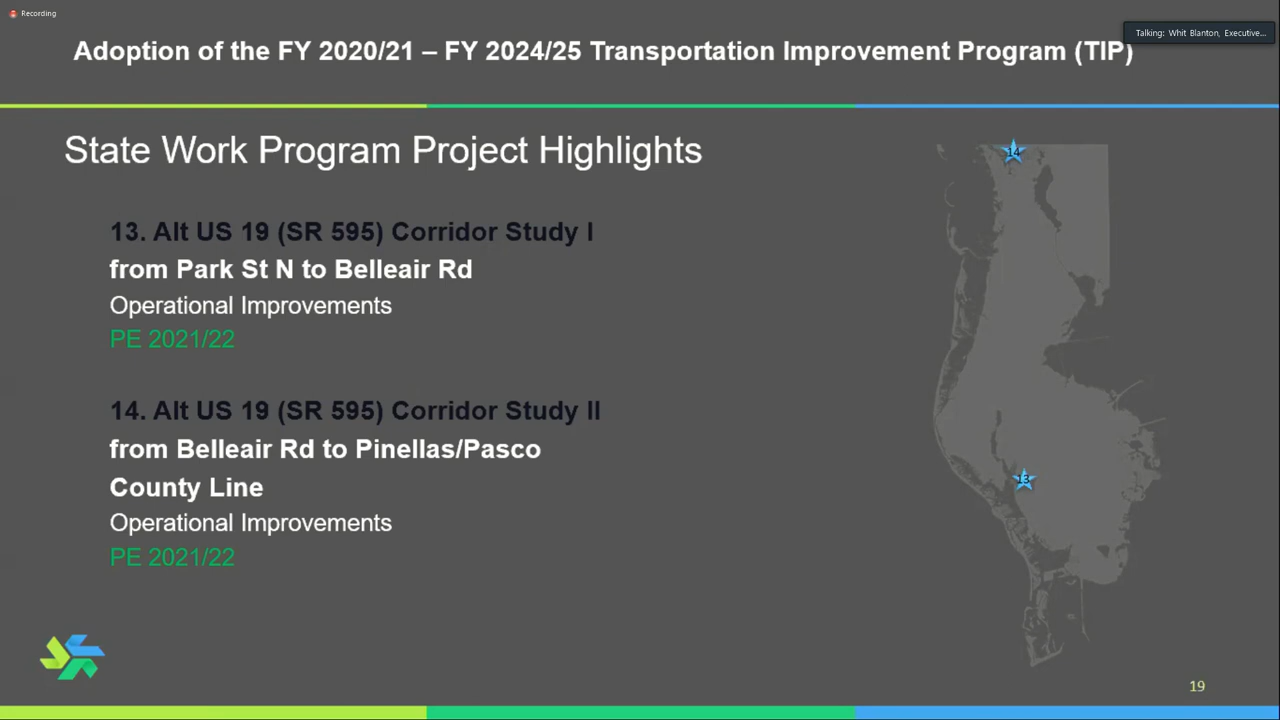 Recording
Talking: Whit Blanton, Executive...
Adoption of the FY 2020/21 – FY 2024/25 Transportation Improvement Program (TIP)
State Work Program Project Highlights
13. Alt US 19 (SR 595) Corridor Study I
from Park St N to Belleair Rd
Operational Improvements
PE 2021/22
14. Alt US 19 (SR 595) Corridor Study II
from Belleair Rd to Pinellas/Pasco
County Line
Operational Improvements
PE 2021/22
14
13
19